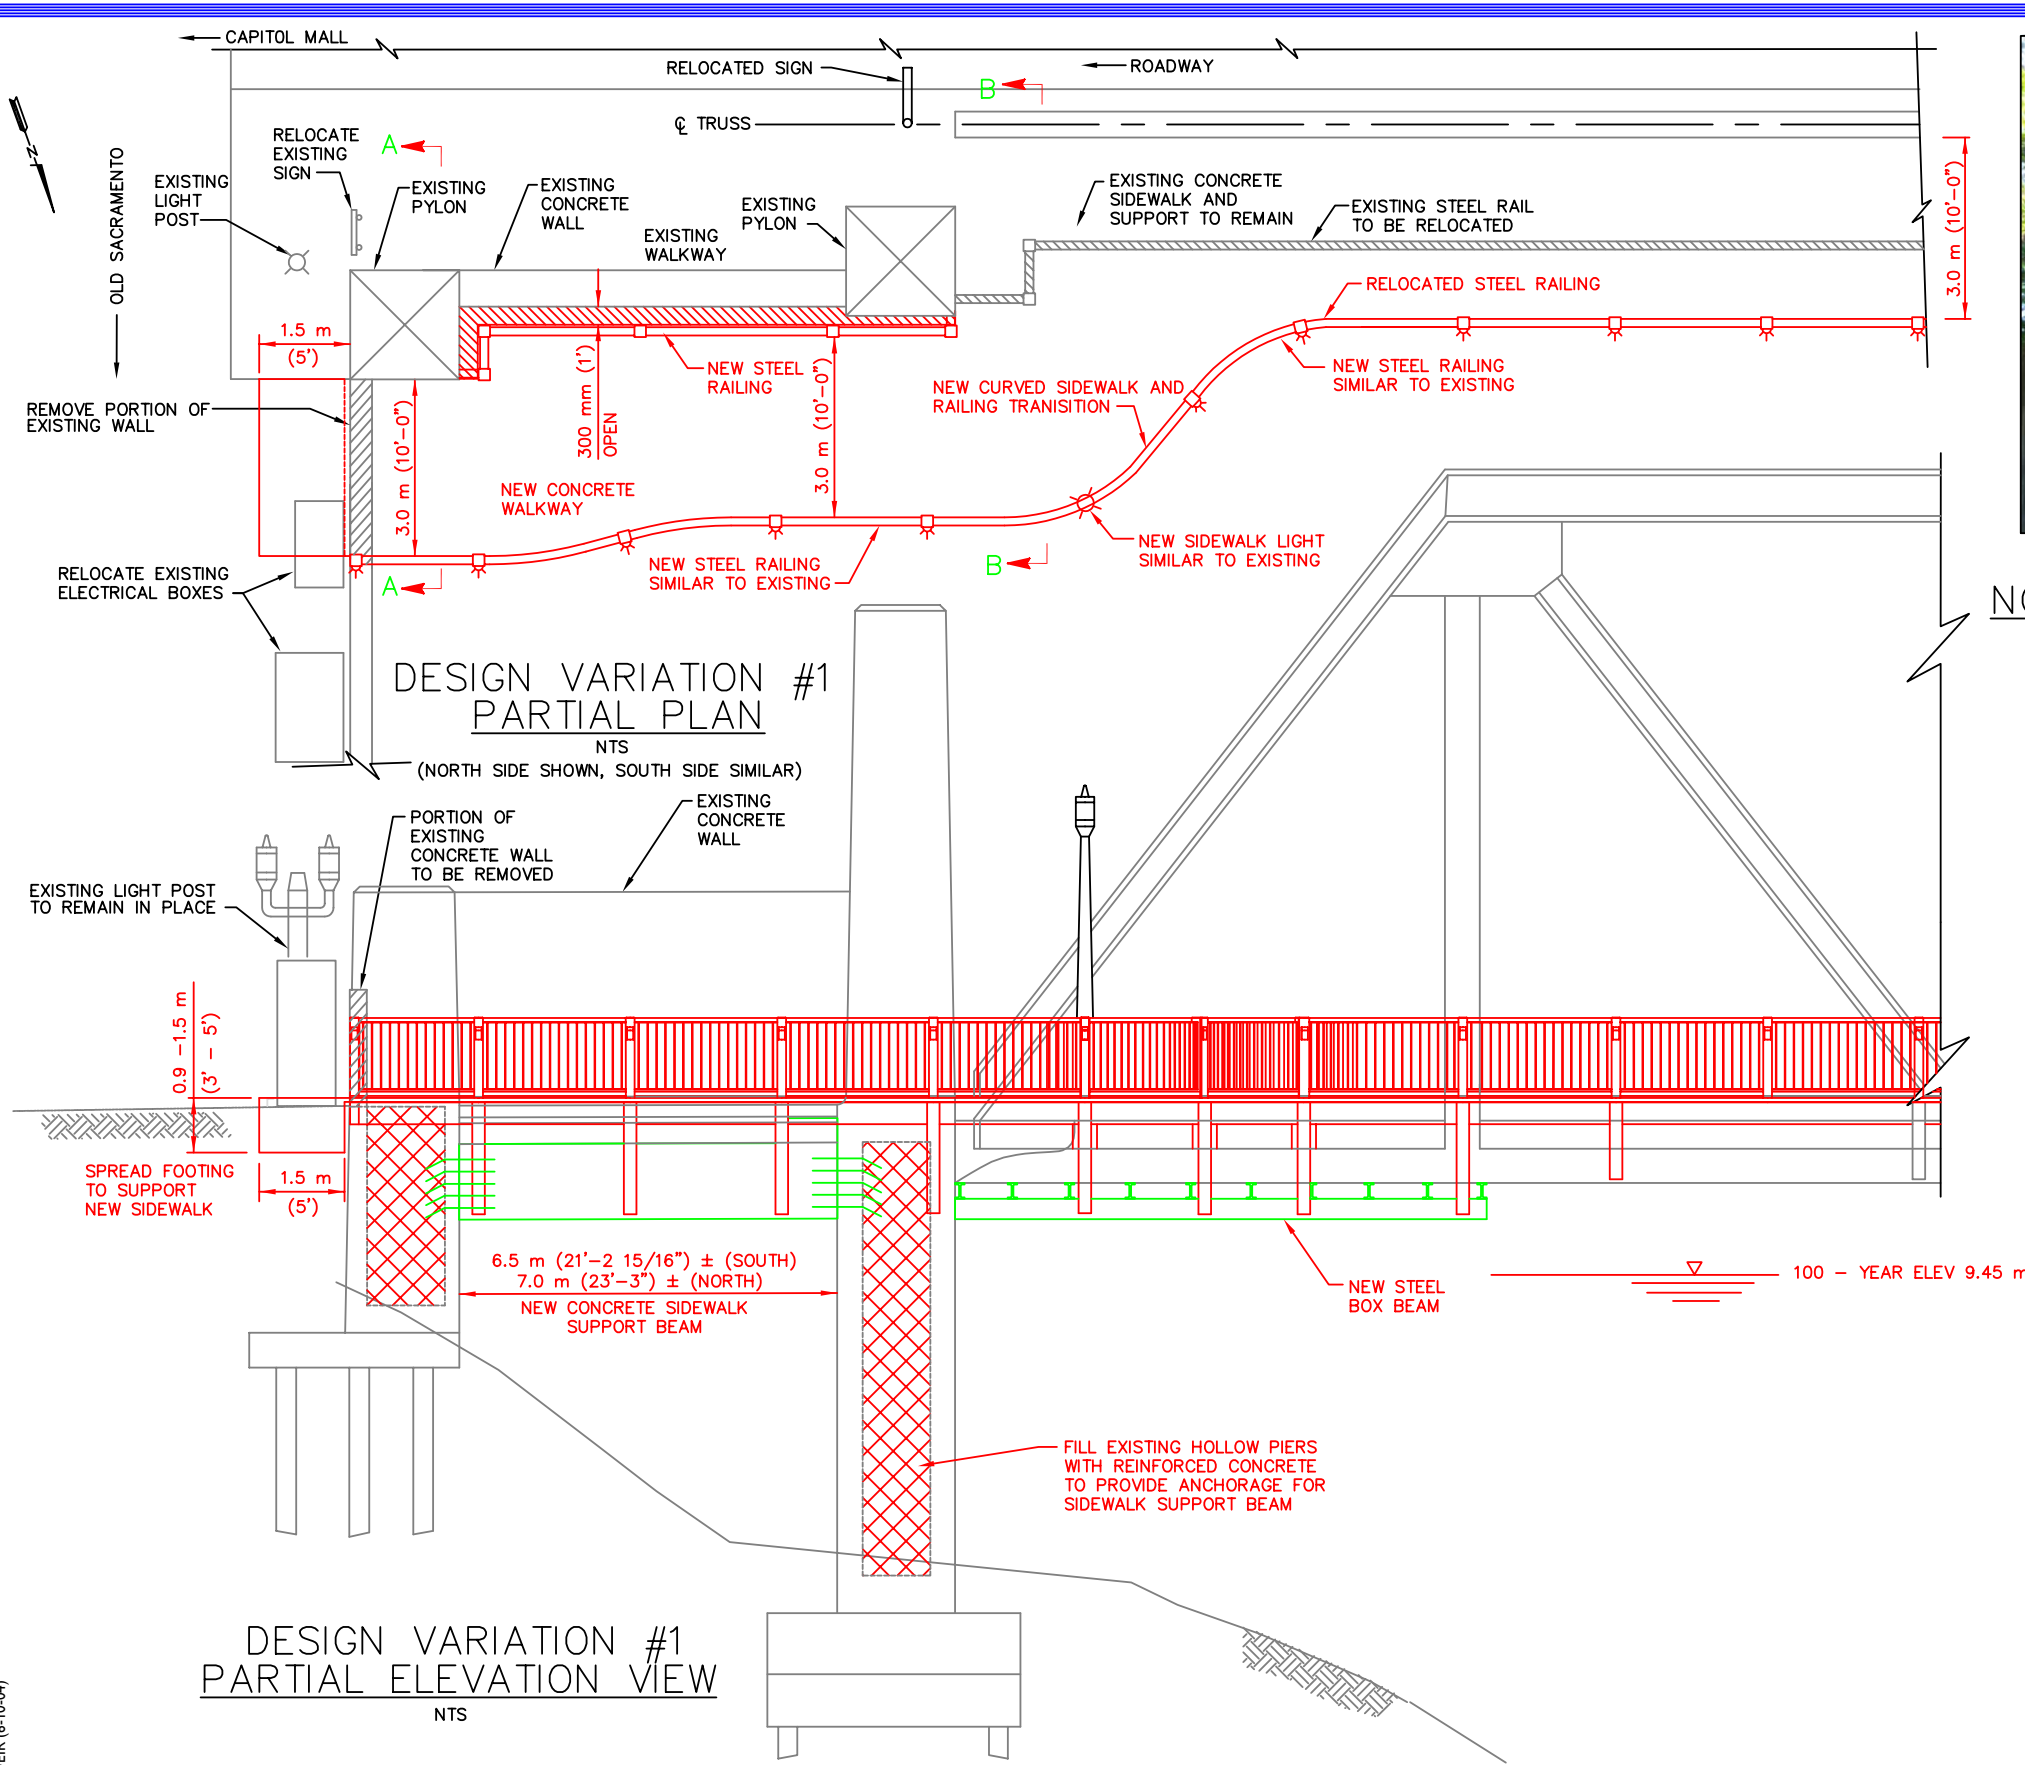 CAPITOL MALL
RELOCATED SIGN
ROADWAY
B
℄ TRUSS
N
OLD SACRAMENTO
RELOCATE
EXISTING
SIGN
A
EXISTING
LIGHT
POST
EXISTING
PYLON
EXISTING
CONCRETE
WALL
EXISTING
WALKWAY
EXISTING
PYLON
EXISTING CONCRETE
SIDEWALK AND
SUPPORT TO REMAIN
EXISTING STEEL RAIL
TO BE RELOCATED
3.0 m (10'-0")
RELOCATED STEEL RAILING
1.5 m
(5')
NEW STEEL
RAILING
300 mm (1')
OPEN
3.0 m (10'-0")
NEW CURVED SIDEWALK AND
RAILING TRANISITION
NEW STEEL RAILING
SIMILAR TO EXISTING
REMOVE PORTION OF
EXISTING WALL
3.0 m (10'-0")
NEW CONCRETE
WALKWAY
NEW SIDEWALK LIGHT
SIMILAR TO EXISTING
B
NEW STEEL RAILING
SIMILAR TO EXISTING
A
RELOCATE EXISTING
ELECTRICAL BOXES
DESIGN VARIATION #1
PARTIAL PLAN
NTS
(NORTH SIDE SHOWN, SOUTH SIDE SIMILAR)
PORTION OF
EXISTING
CONCRETE WALL
TO BE REMOVED
EXISTING
CONCRETE
WALL
EXISTING LIGHT POST
TO REMAIN IN PLACE
0.9 -1.5 m
(3' - 5')
SPREAD FOOTING
TO SUPPORT
NEW SIDEWALK
1.5 m
(5')
6.5 m (21'-2 15/16") ± (SOUTH)
7.0 m (23'-3") ± (NORTH)
NEW CONCRETE SIDEWALK
SUPPORT BEAM
NEW STEEL
BOX BEAM
100 - YEAR ELEV 9.45 m
FILL EXISTING HOLLOW PIERS
WITH REINFORCED CONCRETE
TO PROVIDE ANCHORAGE FOR
SIDEWALK SUPPORT BEAM
DESIGN VARIATION #1
PARTIAL ELEVATION VIEW
NTS